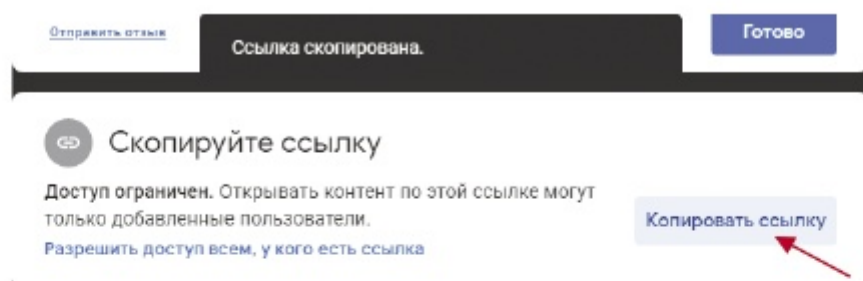 Отправить отзыв
Ссылка скопирована.
Готово
Скопируйте ссылку
Доступ ограничен. Открывать контент по этой ссылке могут
только добавленные пользователи.
Копировать ссылку
Разрешить доступ всем, у кого есть ссылка